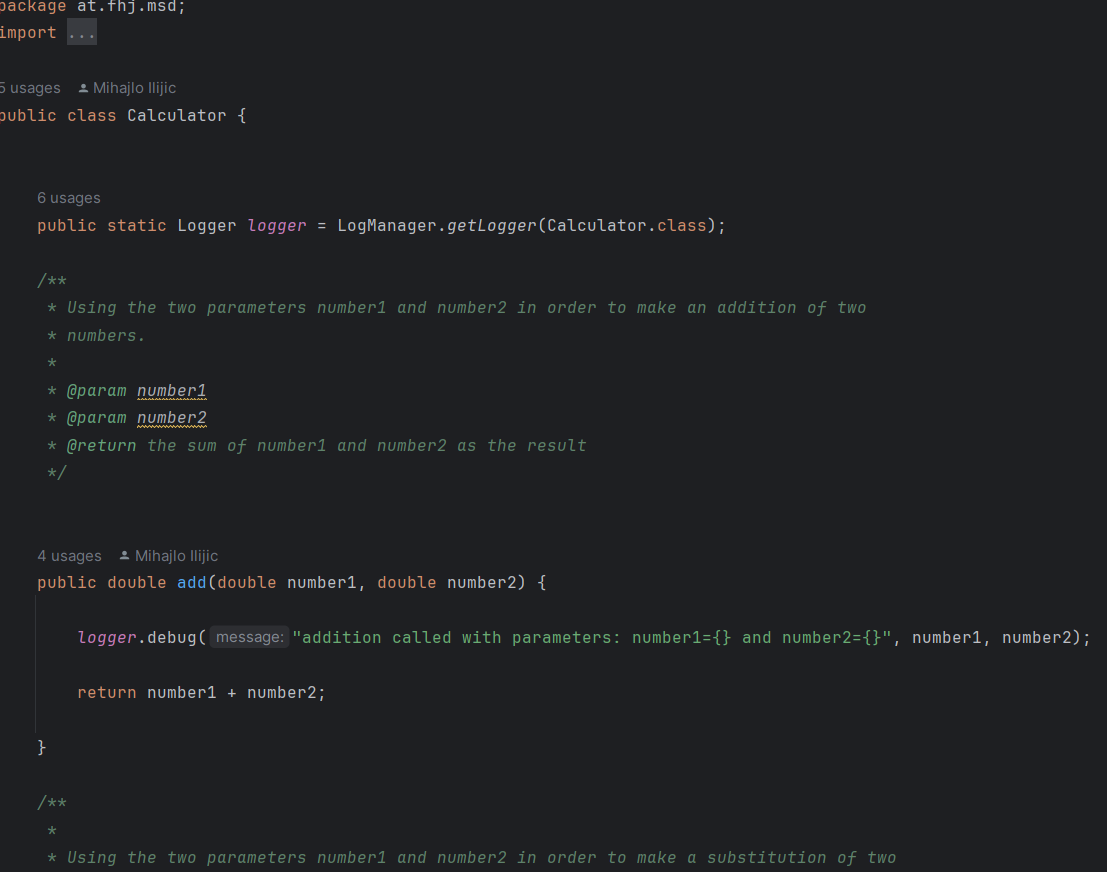 package at.fhj.msd;
import ...
5 usages Mihajlo Ilijic
public class Calculator {
6 usages
public static Logger logger = LogManager.getLogger(Calculator.class);
/**
* Using the two parameters number1 and number2 in order to make an addition of two
* numbers.
*
* @param number1
* @param number2
* @return the sum of number1 and number2 as the result
*/
4 usages Mihajlo Ilijic
public double add(double number1, double number2) {
logger.debug( message: "addition called with parameters: number1={} and number2={}", number1, number2);
return number1 + number2;
}
/**
*
* Using the two parameters number1 and number2 in order to make a substitution of two